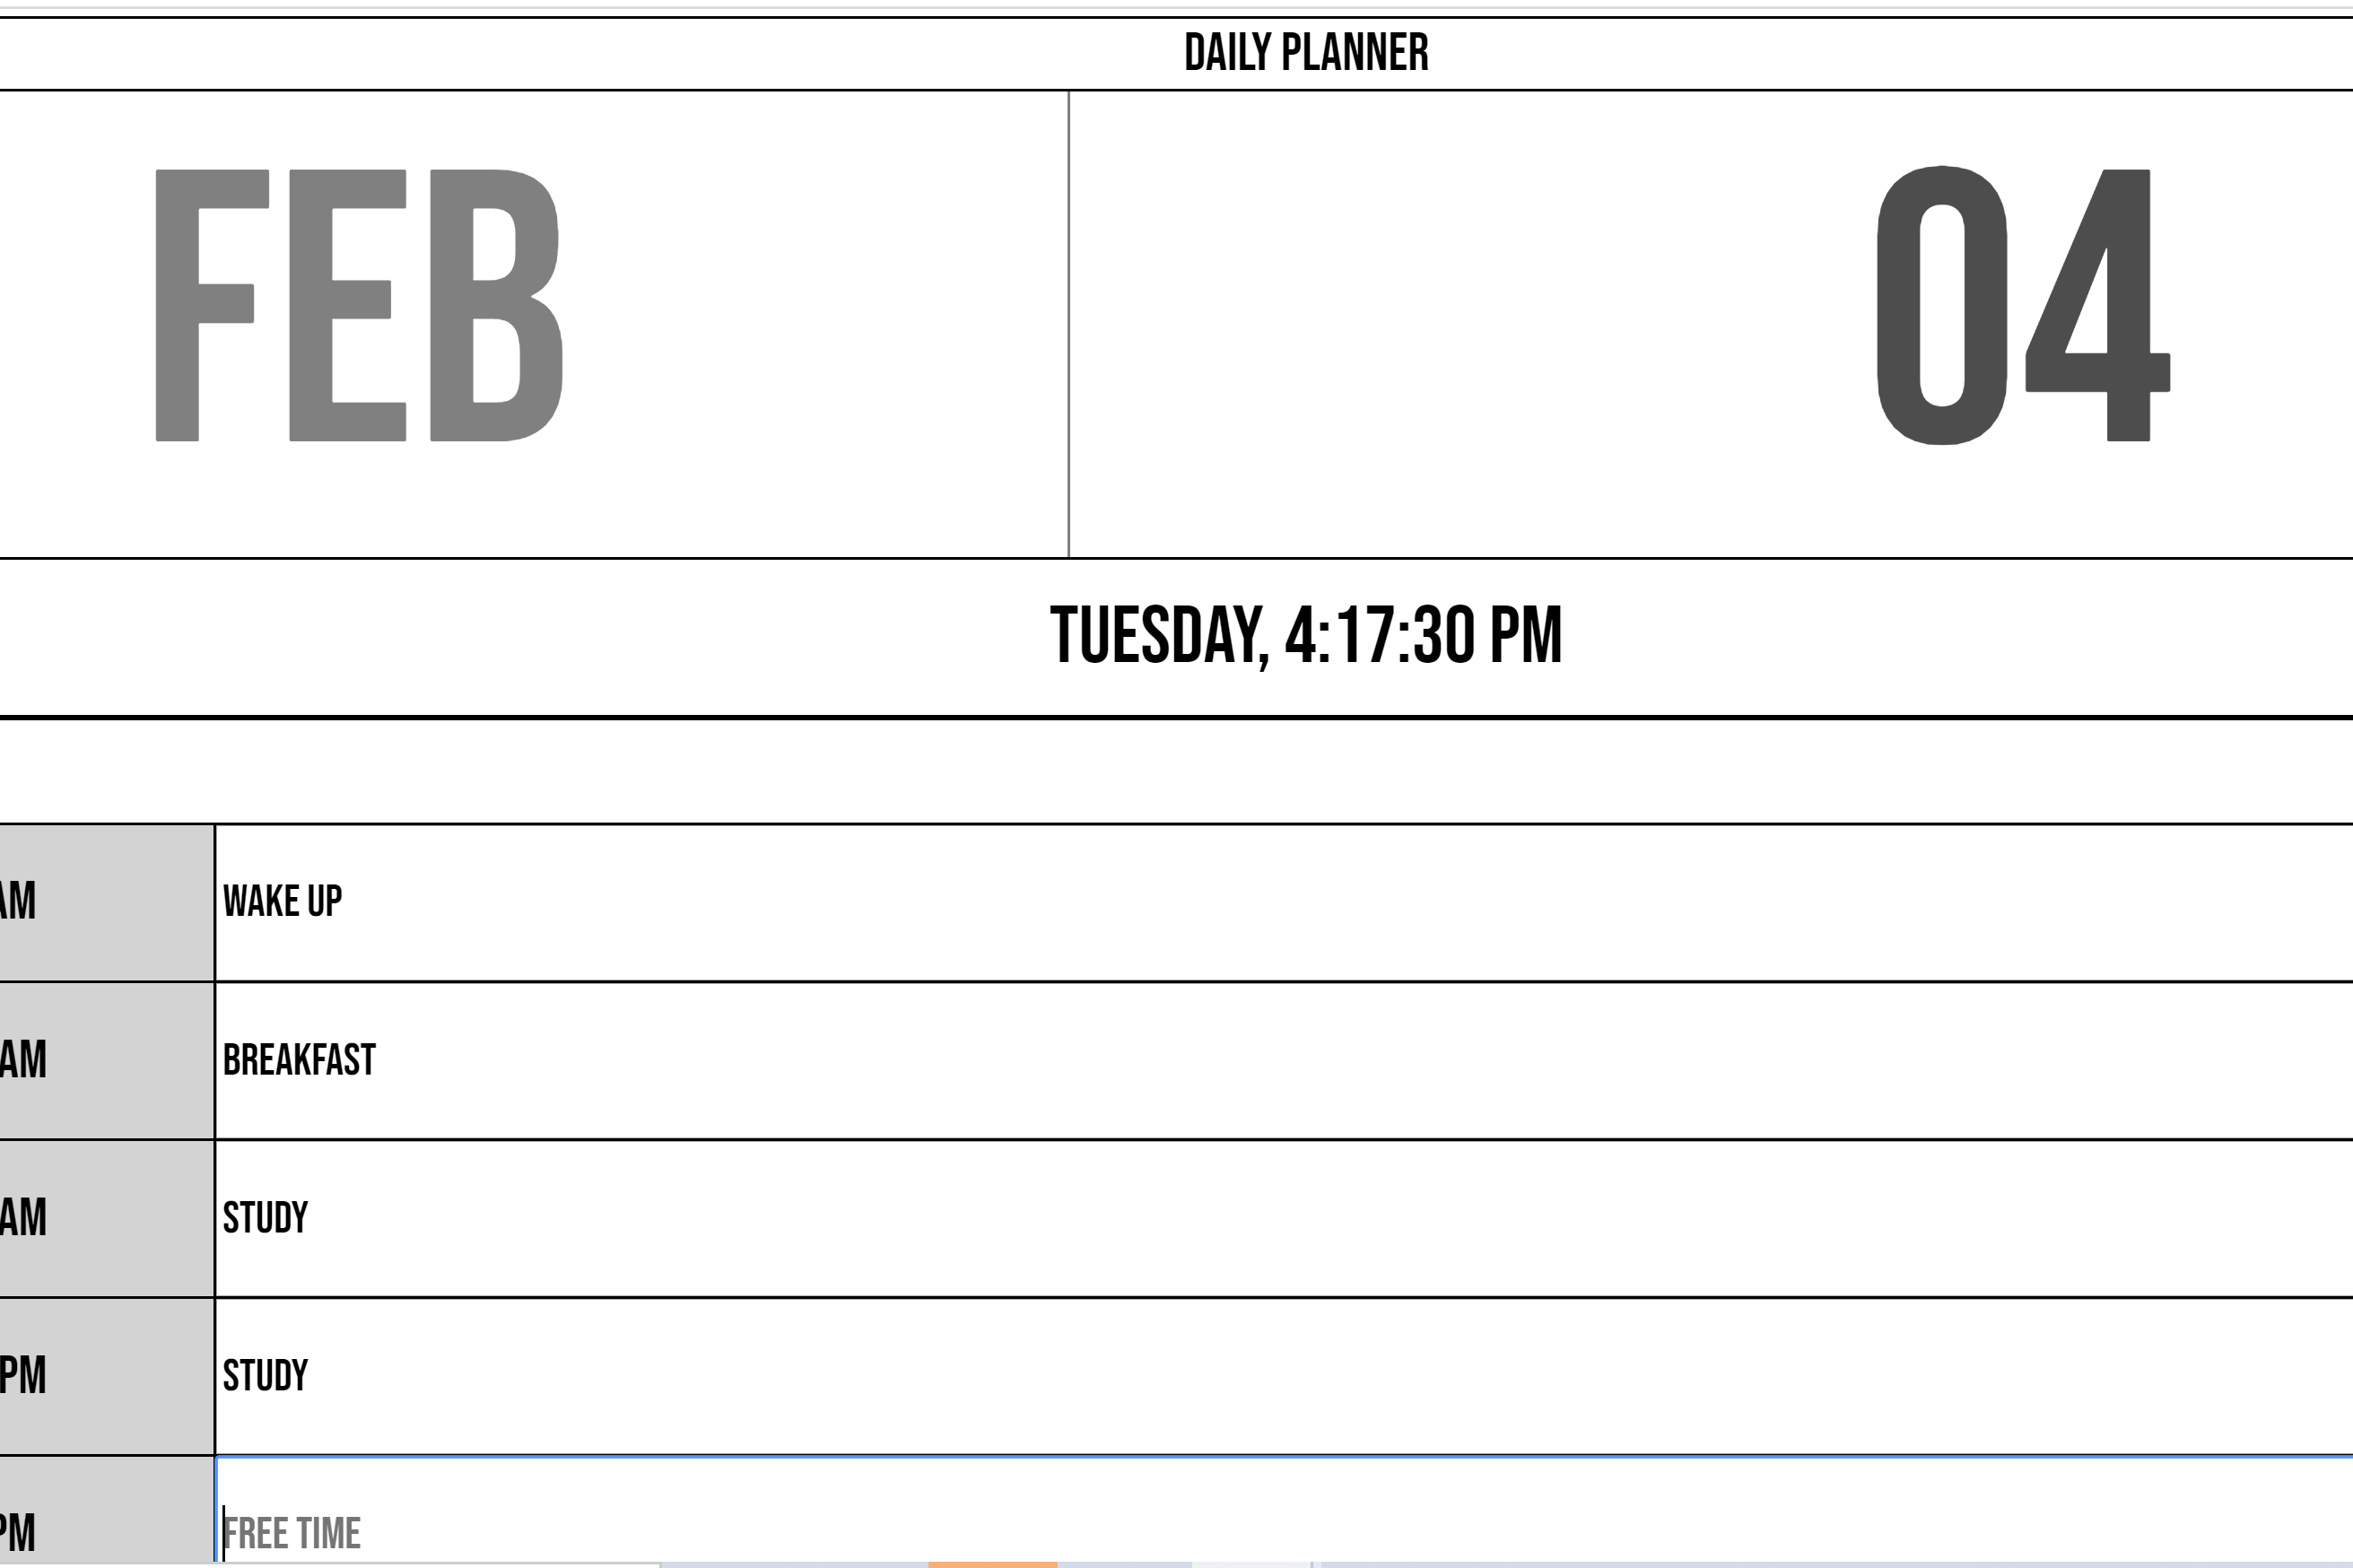 DAILY PLANNER
FEB 04
TUESDAY, 4:17:30 PM
AM WAKE UP
AM BREAKFAST
AM STUDY
PM STUDY
PM FREE TIME